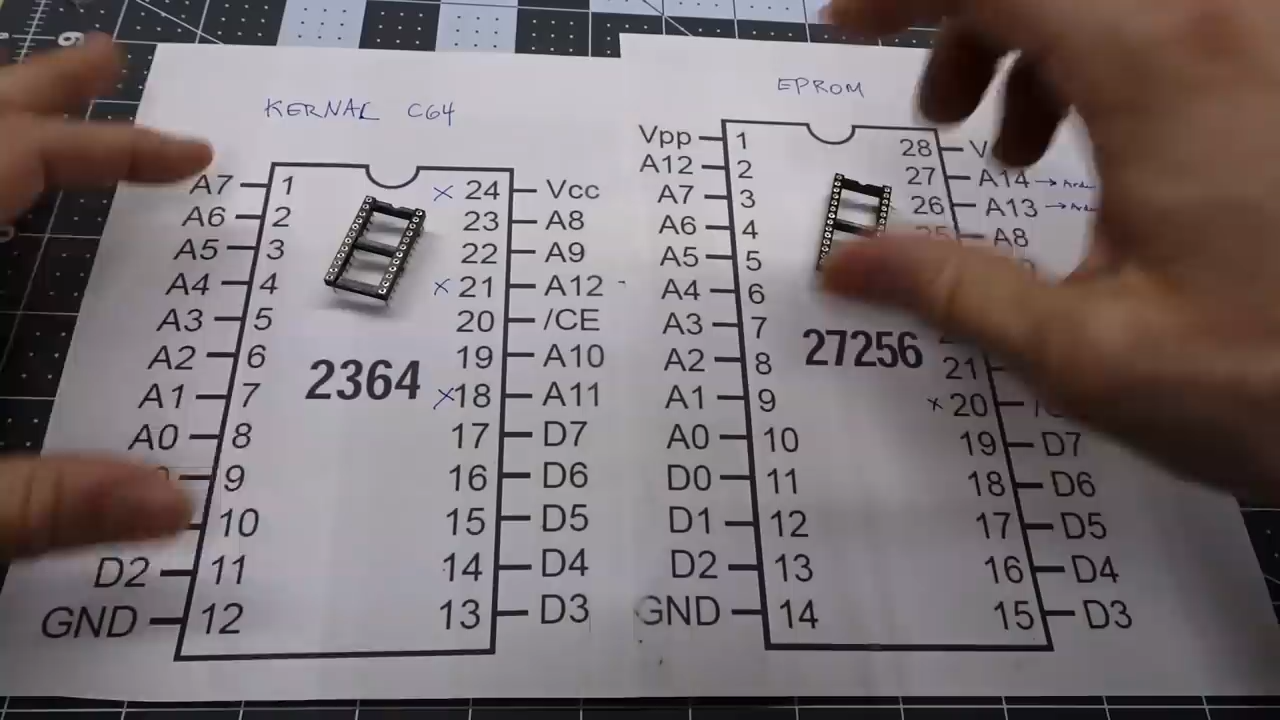 KERNAL C64
A7 1
A6 2
A5 3
A4 4
A3 5
A2 6
A1 7
A0 8
9
10
D2 11
GND 12
2364
x 24 Vcc
23 A8
22 A9
x 21 A12 -
20 /CE
19 A10
x 18 A11
17 D7
16 D6
15 D5
14 D4
13 D3
EPROM
Vpp 1
A12 2
A7 3
A6 4
A5 5
A4 6
A3 7
A2 8
A1 9
A0 10
D0 11
D1 12
D2 13
GND 14
27256
28 V
27 A14 →
26 A13 →
25 A8
21
x 20
19 D7
18 D6
17 D5
16 D4
15 D3